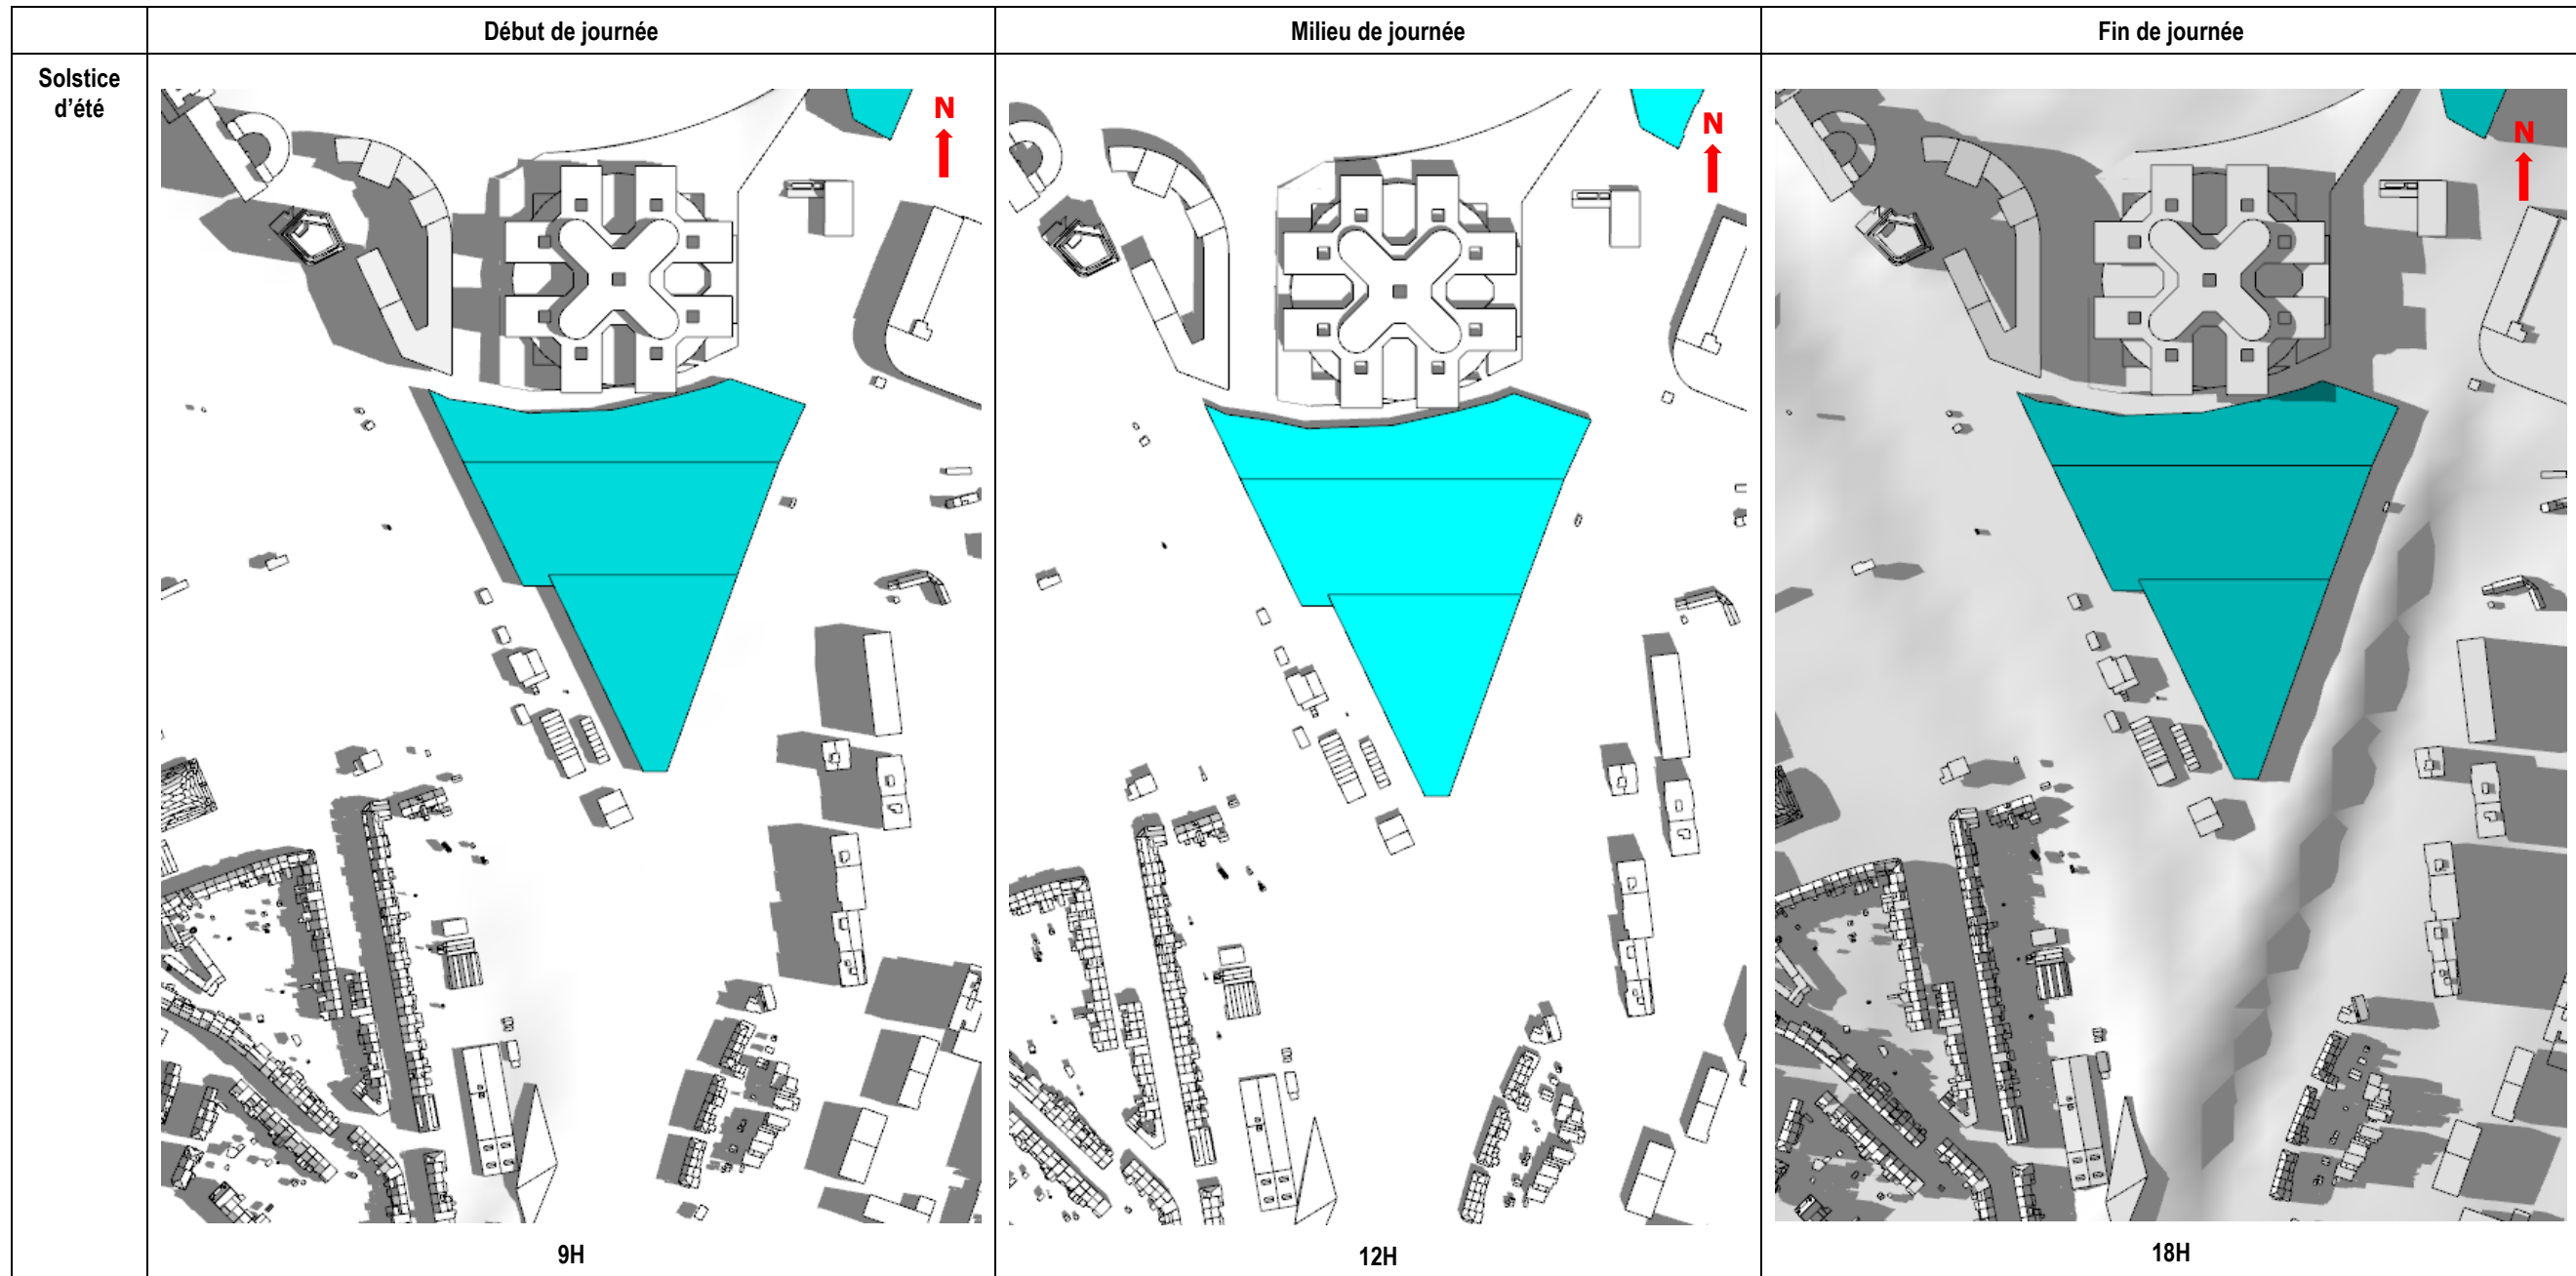 Début de journée
Milieu de journée
Fin de journée
Solstice
d'été
N
N
N
9H
12H
18H